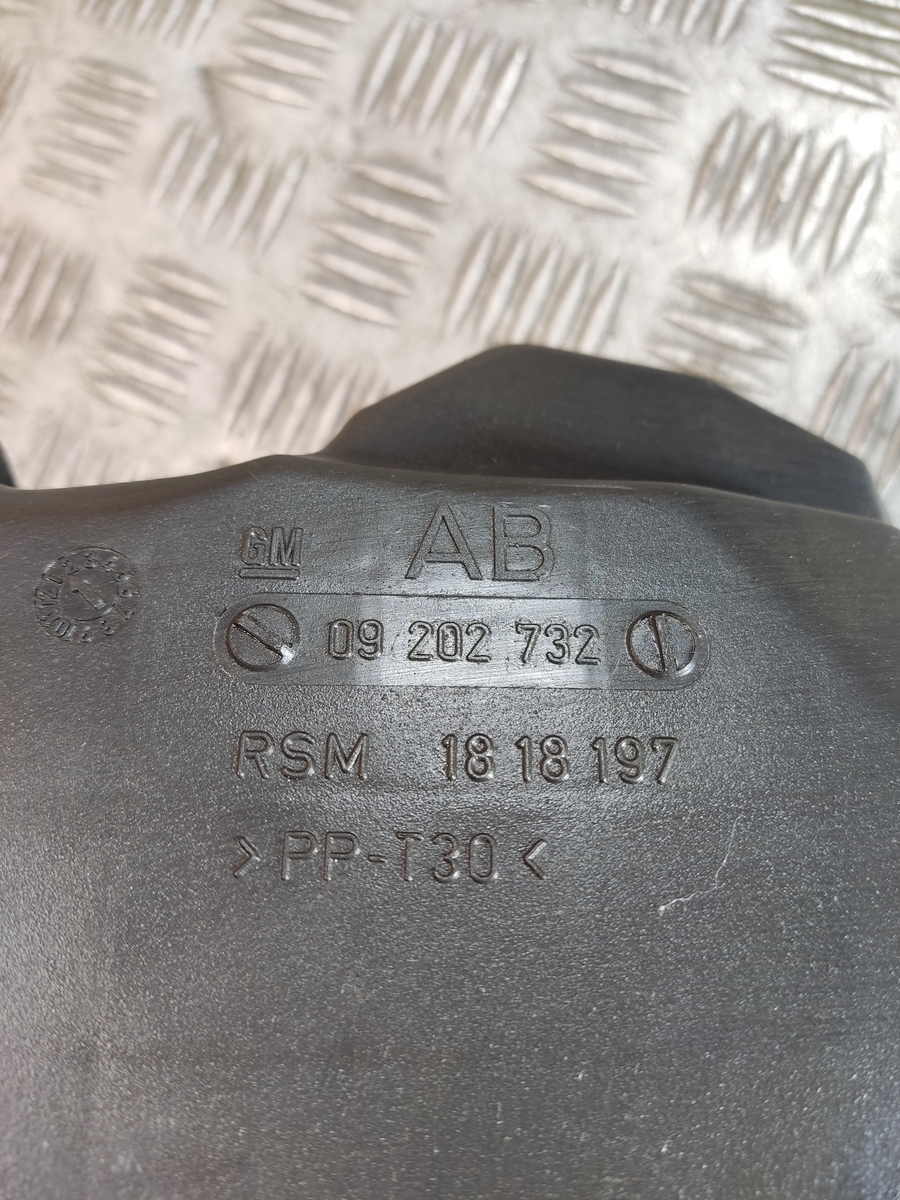 GM AB
09 202 732
RSM 18 18 197
>PP-T30<